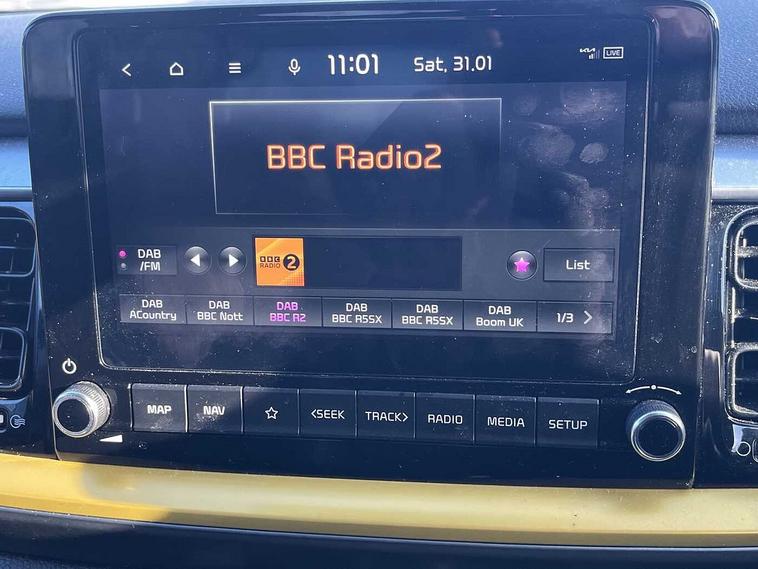 11:01
Sat, 31.01
KIA
LIVE
BBC Radio2
DAB
/FM
BBC
RADIO 2
List
DAB
ACountry
DAB
BBC Nott
DAB
BBC R2
DAB
BBC R5SX
DAB
BBC R5SX
DAB
Boom UK
1/3 >
MAP
NAV
<SEEK
TRACK>
RADIO
MEDIA
SETUP